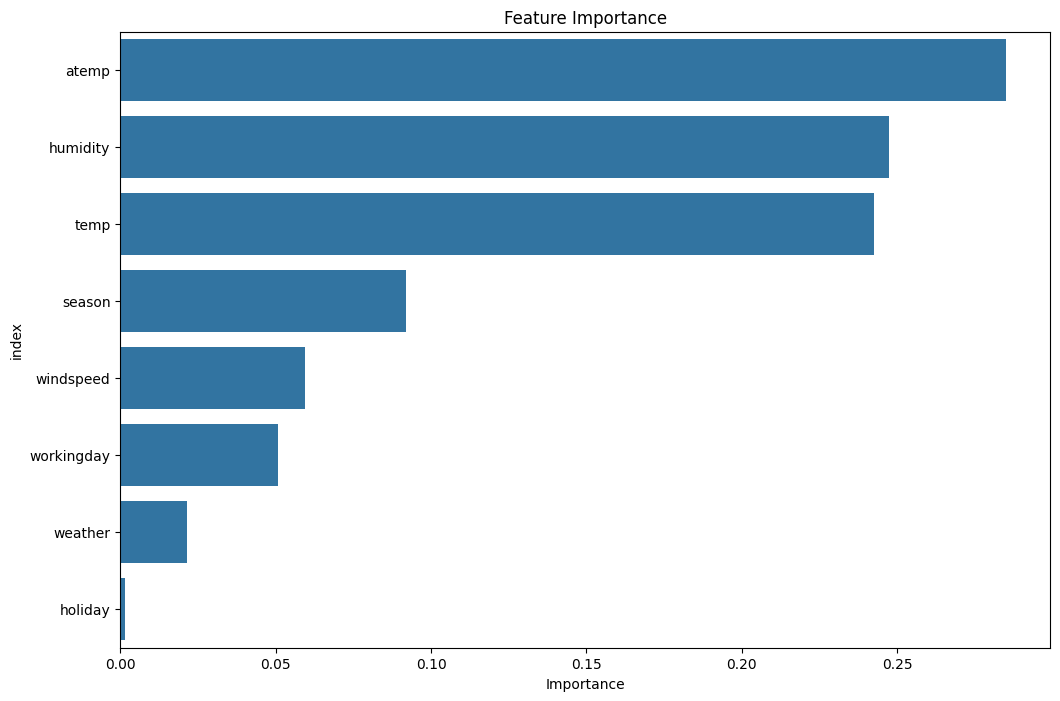 Feature Importance
atemp
humidity
temp
season
windspeed
workingday
weather
holiday
index
0.00 0.05 0.10 0.15 0.20 0.25
Importance